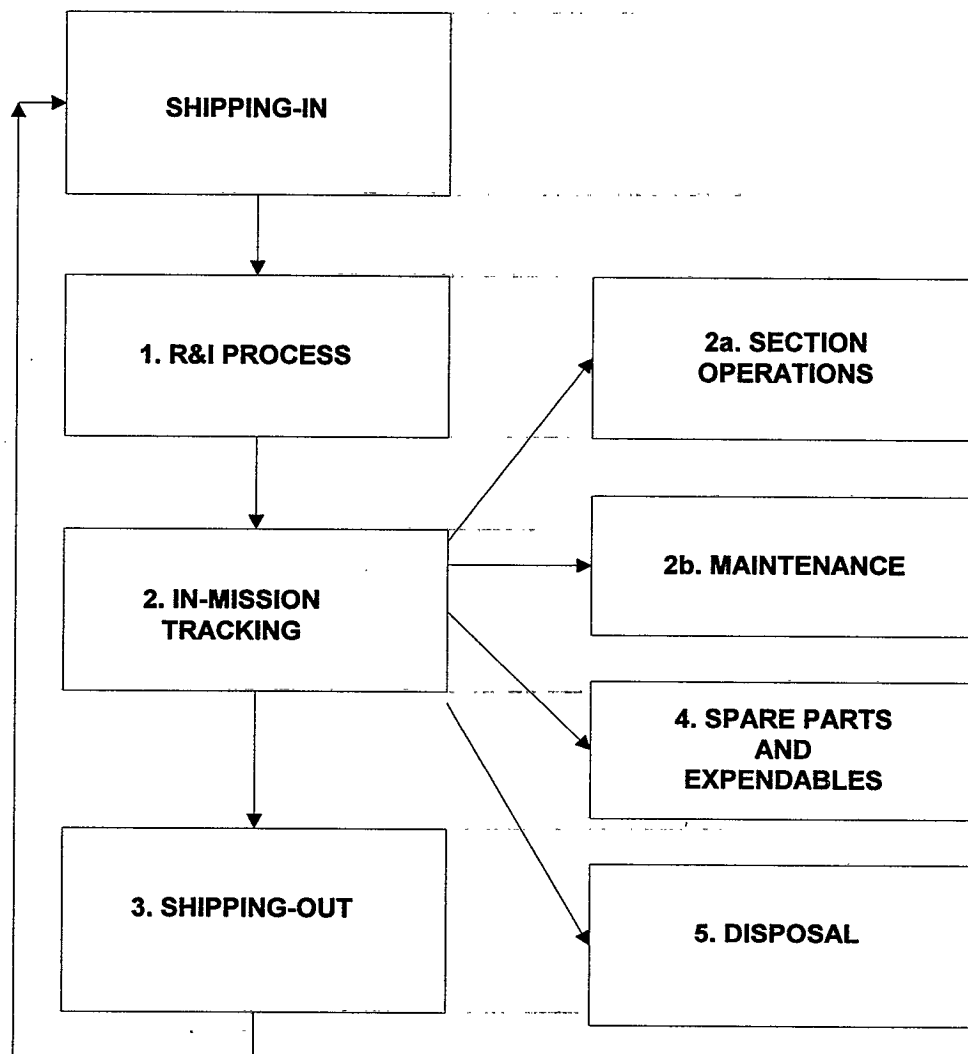 SHIPPING-IN
1. R&I PROCESS
2a. SECTION
OPERATIONS
2. IN-MISSION
TRACKING
2b. MAINTENANCE
4. SPARE PARTS
AND
EXPENDABLES
3. SHIPPING-OUT
5. DISPOSAL